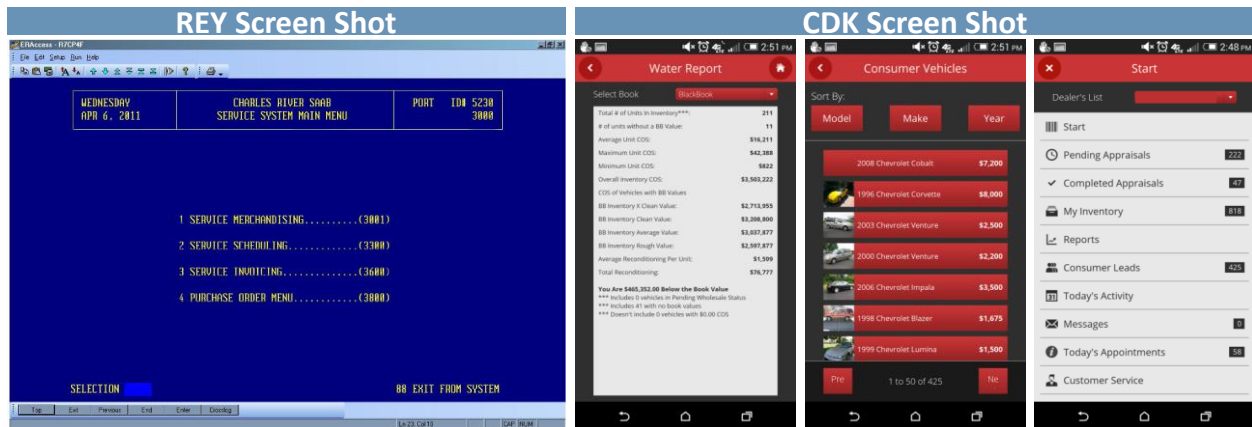 REY Screen Shot
ERAccess - R7CP4F
File Edit Setup Run Help
WEDNESDAY CHARLES RIVER SAAB PORT ID# 5230
APR 6, 2011 SERVICE SYSTEM MAIN MENU 3000
1 SERVICE MERCHANDISING..........(3001)
2 SERVICE SCHEDULING............(3300)
3 SERVICE INVOICING.............(3600)
4 PURCHASE ORDER MENU...........(3800)
SELECTION 88 EXIT FROM SYSTEM
Top Exit Previous End Enter
Ln 23, Col 10 CAP NUM
CDK Screen Shot
2:51 PM
Water Report
Select Book BlackBook
Total # of Units In Inventory***: 211
# of units without a BB Value: 11
Average Unit COS: $16,211
Maximum Unit COS: $42,388
Minimum Unit COS: $822
Overall Inventory COS: $3,503,222
COS of Vehicles with BB Values
BB Inventory X Clean Value: $2,713,955
BB Inventory Clean Value: $3,208,800
BB Inventory Average Value: $3,037,877
BB Inventory Rough Value: $2,597,877
Average Reconditioning Per Unit: $1,509
Total Reconditioning: $76,777
You Are $465,352.00 Below the Book Value
*** Includes 0 vehicles in Pending Wholesale Status
*** Includes 41 with no book values
*** Doesn't include 0 vehicles with $0.00 COS
2:51 PM
Consumer Vehicles
Sort By:
Model Make Year
2008 Chevrolet Cobalt $7,200
1996 Chevrolet Corvette $8,000
2003 Chevrolet Venture $2,500
2000 Chevrolet Venture $2,200
2006 Chevrolet Impala $3,500
1998 Chevrolet Blazer $1,675
1999 Chevrolet Lumina $1,500
Pre 1 to 50 of 425 Ne
2:48 PM
Start
Dealer's List
Start
Pending Appraisals 222
Completed Appraisals 47
My Inventory 818
Reports
Consumer Leads 425
Today's Activity
Messages 0
Today's Appointments 58
Customer Service